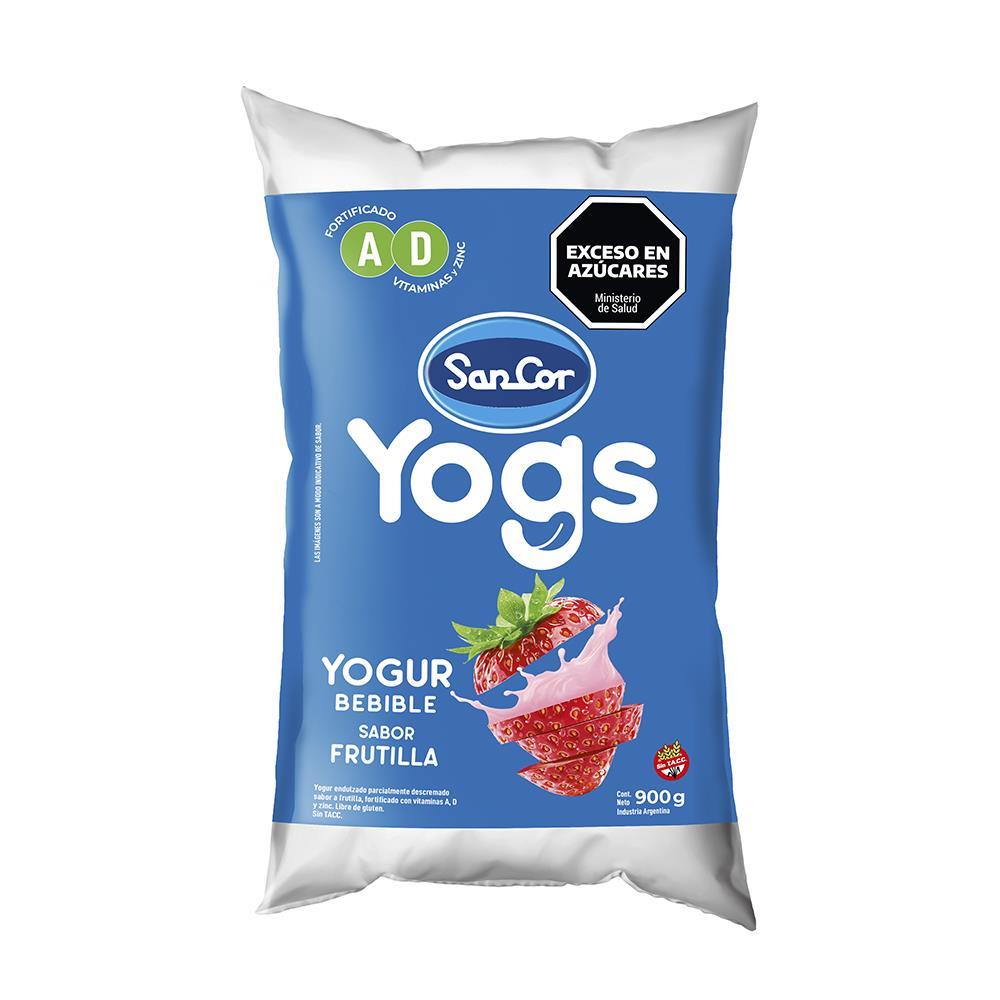 FORTIFICADO
A D
VITAMINAS y ZINC
EXCESO EN
AZÚCARES
Ministerio
de Salud
SanCor
Yogs
LAS IMÁGENES SON A MODO INDICATIVO DE SABOR.
YOGUR
BEBIBLE
SABOR
FRUTILLA
Yogur endulzado parcialmente descremado
sabor a frutilla, fortificado con vitaminas A, D
y zinc. Libre de gluten.
Sin TACC.
Sin T.A.C.C.
Cont.
Neto 900g
Industria Argentina